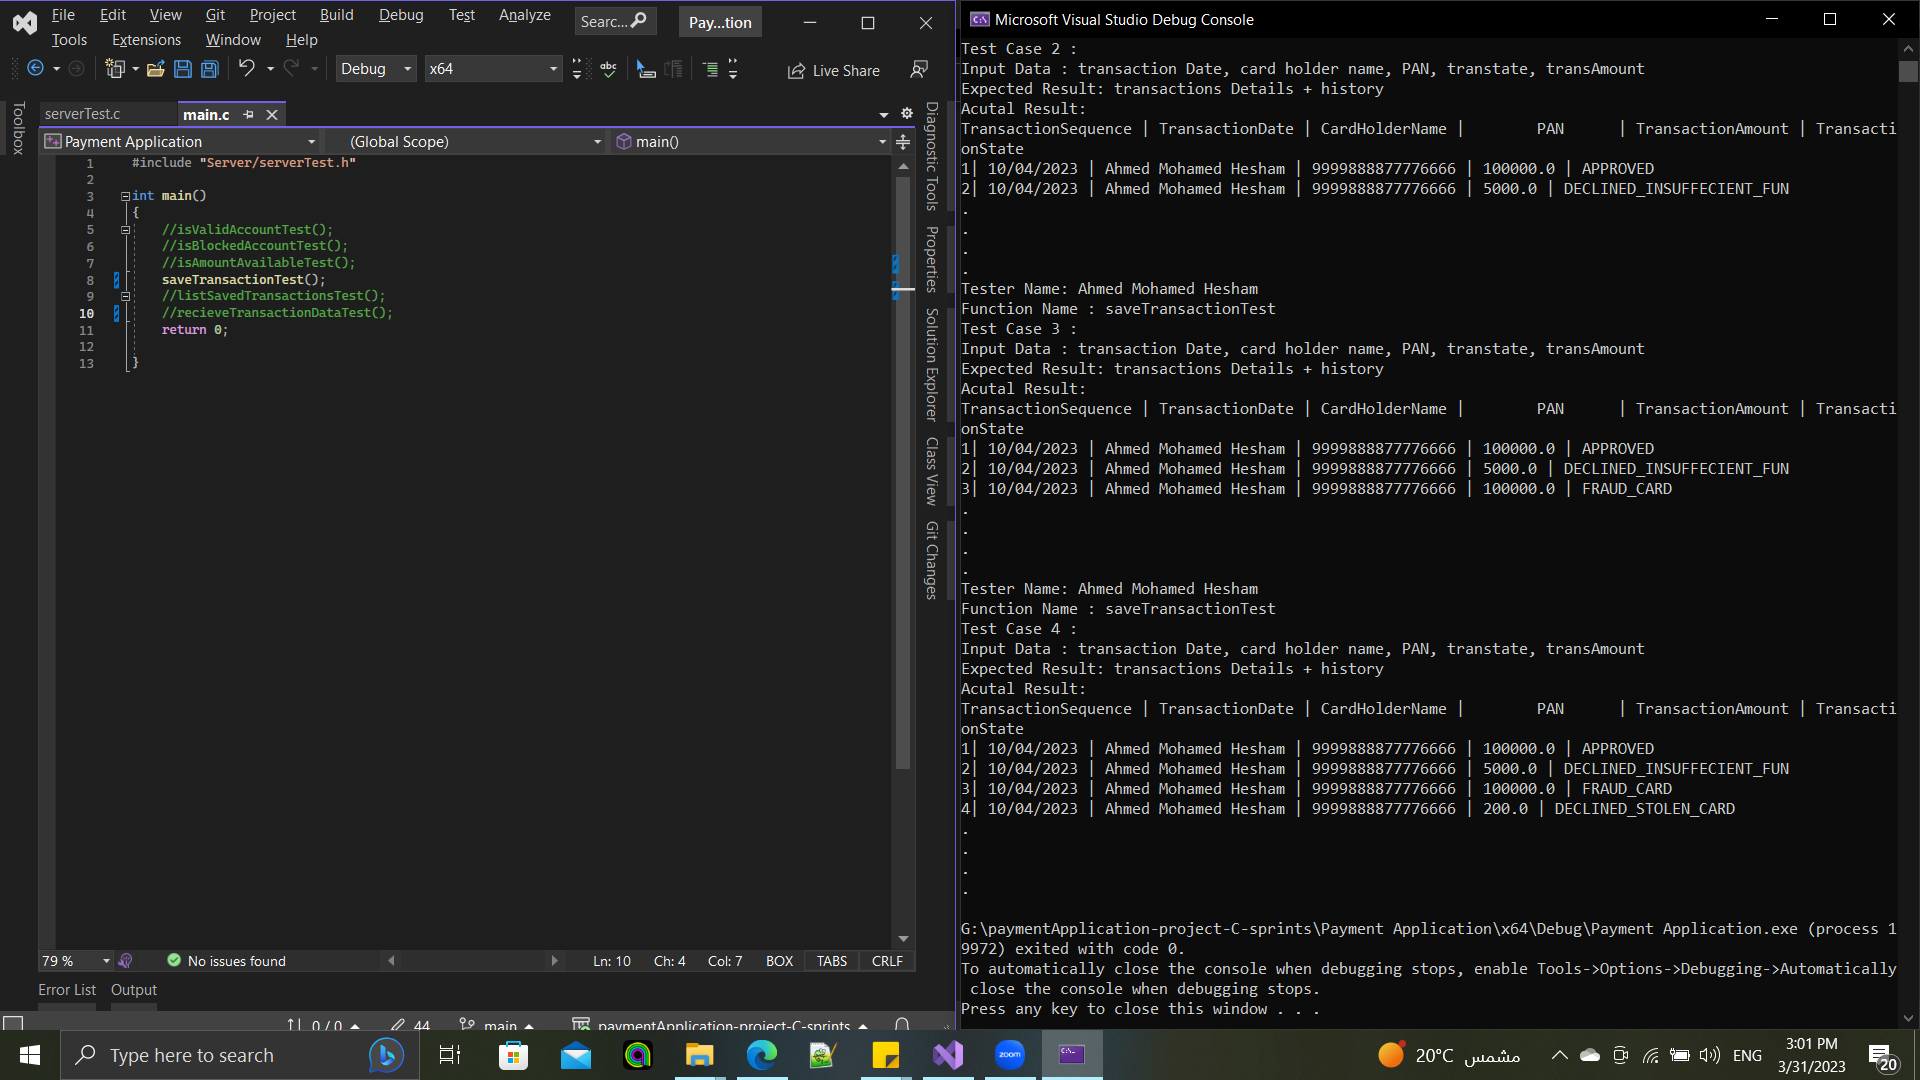 File Edit View Git Project Build Debug Test Analyze Searc... Pay...tion
Tools Extensions Window Help
Debug x64 Live Share
Toolbox
serverTest.c main.c
Payment Application (Global Scope) main()
1 #include "Server/serverTest.h"
2
3 int main()
4 {
5 //isValidAccountTest();
6 //isBlockedAccountTest();
7 //isAmountAvailableTest();
8 saveTransactionTest();
9 //listSavedTransactionsTest();
10 //recieveTransactionDataTest();
11 return 0;
12
13 }
Diagnostic Tools
Properties
Solution Explorer
Class View
Git Changes
79 % No issues found Ln: 10 Ch: 4 Col: 7 BOX TABS CRLF
Error List Output
0 / 0 44 main paymentApplication-project-C-sprints
Microsoft Visual Studio Debug Console
Test Case 2 :
Input Data : transaction Date, card holder name, PAN, transtate, transAmount
Expected Result: transactions Details + history
Acutal Result:
TransactionSequence | TransactionDate | CardHolderName | PAN | TransactionAmount | Transacti
onState
1| 10/04/2023 | Ahmed Mohamed Hesham | 9999888877776666 | 100000.0 | APPROVED
2| 10/04/2023 | Ahmed Mohamed Hesham | 9999888877776666 | 5000.0 | DECLINED_INSUFFECIENT_FUN
.
.
.
.
Tester Name: Ahmed Mohamed Hesham
Function Name : saveTransactionTest
Test Case 3 :
Input Data : transaction Date, card holder name, PAN, transtate, transAmount
Expected Result: transactions Details + history
Acutal Result:
TransactionSequence | TransactionDate | CardHolderName | PAN | TransactionAmount | Transacti
onState
1| 10/04/2023 | Ahmed Mohamed Hesham | 9999888877776666 | 100000.0 | APPROVED
2| 10/04/2023 | Ahmed Mohamed Hesham | 9999888877776666 | 5000.0 | DECLINED_INSUFFECIENT_FUN
3| 10/04/2023 | Ahmed Mohamed Hesham | 9999888877776666 | 100000.0 | FRAUD_CARD
.
.
.
.
Tester Name: Ahmed Mohamed Hesham
Function Name : saveTransactionTest
Test Case 4 :
Input Data : transaction Date, card holder name, PAN, transtate, transAmount
Expected Result: transactions Details + history
Acutal Result:
TransactionSequence | TransactionDate | CardHolderName | PAN | TransactionAmount | Transacti
onState
1| 10/04/2023 | Ahmed Mohamed Hesham | 9999888877776666 | 100000.0 | APPROVED
2| 10/04/2023 | Ahmed Mohamed Hesham | 9999888877776666 | 5000.0 | DECLINED_INSUFFECIENT_FUN
3| 10/04/2023 | Ahmed Mohamed Hesham | 9999888877776666 | 100000.0 | FRAUD_CARD
4| 10/04/2023 | Ahmed Mohamed Hesham | 9999888877776666 | 200.0 | DECLINED_STOLEN_CARD
.
.
.
.
G:\paymentApplication-project-C-sprints\Payment Application\x64\Debug\Payment Application.exe (process 1
9972) exited with code 0.
To automatically close the console when debugging stops, enable Tools->Options->Debugging->Automatically
close the console when debugging stops.
Press any key to close this window . . .
Type here to search zoom 20°C مشمس ENG 3:01 PM
3/31/2023 20